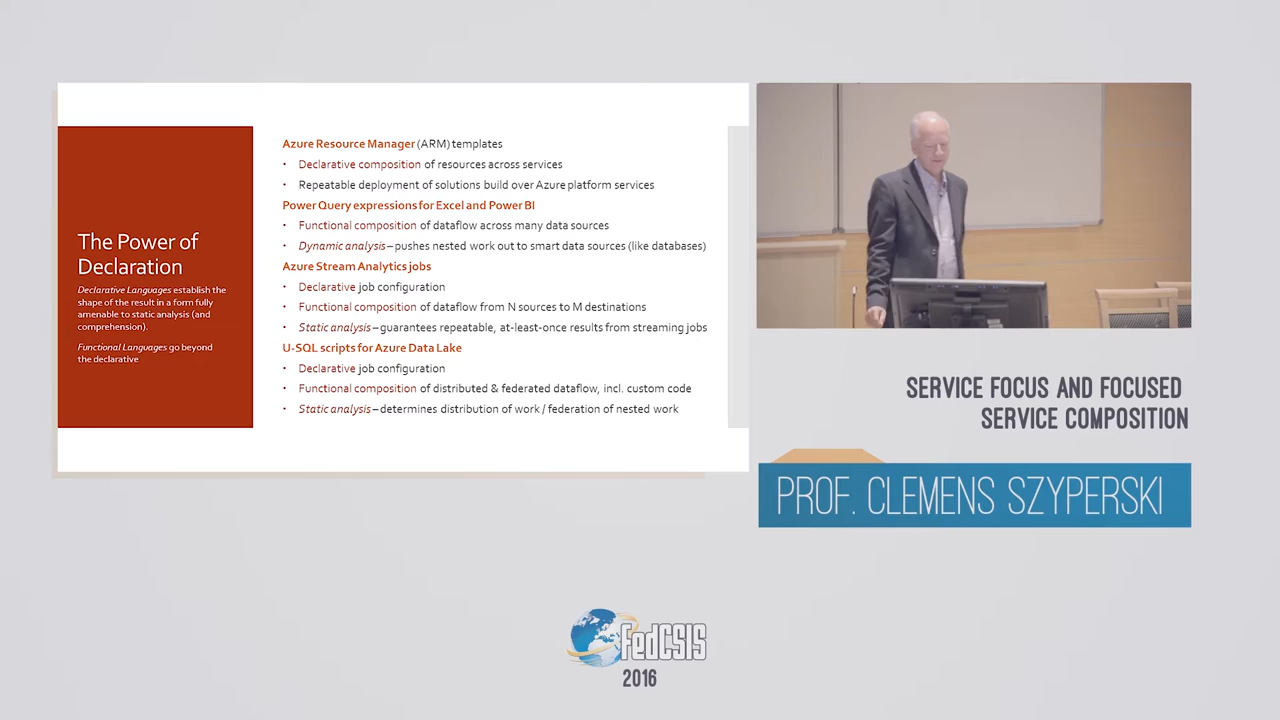 The Power of
Declaration
Declarative Languages establish the
shape of the result in a form fully
amenable to static analysis (and
comprehension).
Functional Languages go beyond
the declarative
Azure Resource Manager (ARM) templates
• Declarative composition of resources across services
• Repeatable deployment of solutions build over Azure platform services
Power Query expressions for Excel and Power BI
• Functional composition of dataflow across many data sources
• Dynamic analysis – pushes nested work out to smart data sources (like databases)
Azure Stream Analytics jobs
• Declarative job configuration
• Functional composition of dataflow from N sources to M destinations
• Static analysis – guarantees repeatable, at-least-once results from streaming jobs
U-SQL scripts for Azure Data Lake
• Declarative job configuration
• Functional composition of distributed & federated dataflow, incl. custom code
• Static analysis – determines distribution of work / federation of nested work
SERVICE FOCUS AND FOCUSED
SERVICE COMPOSITION
PROF. CLEMENS SZYPERSKI
FedCSIS
2016